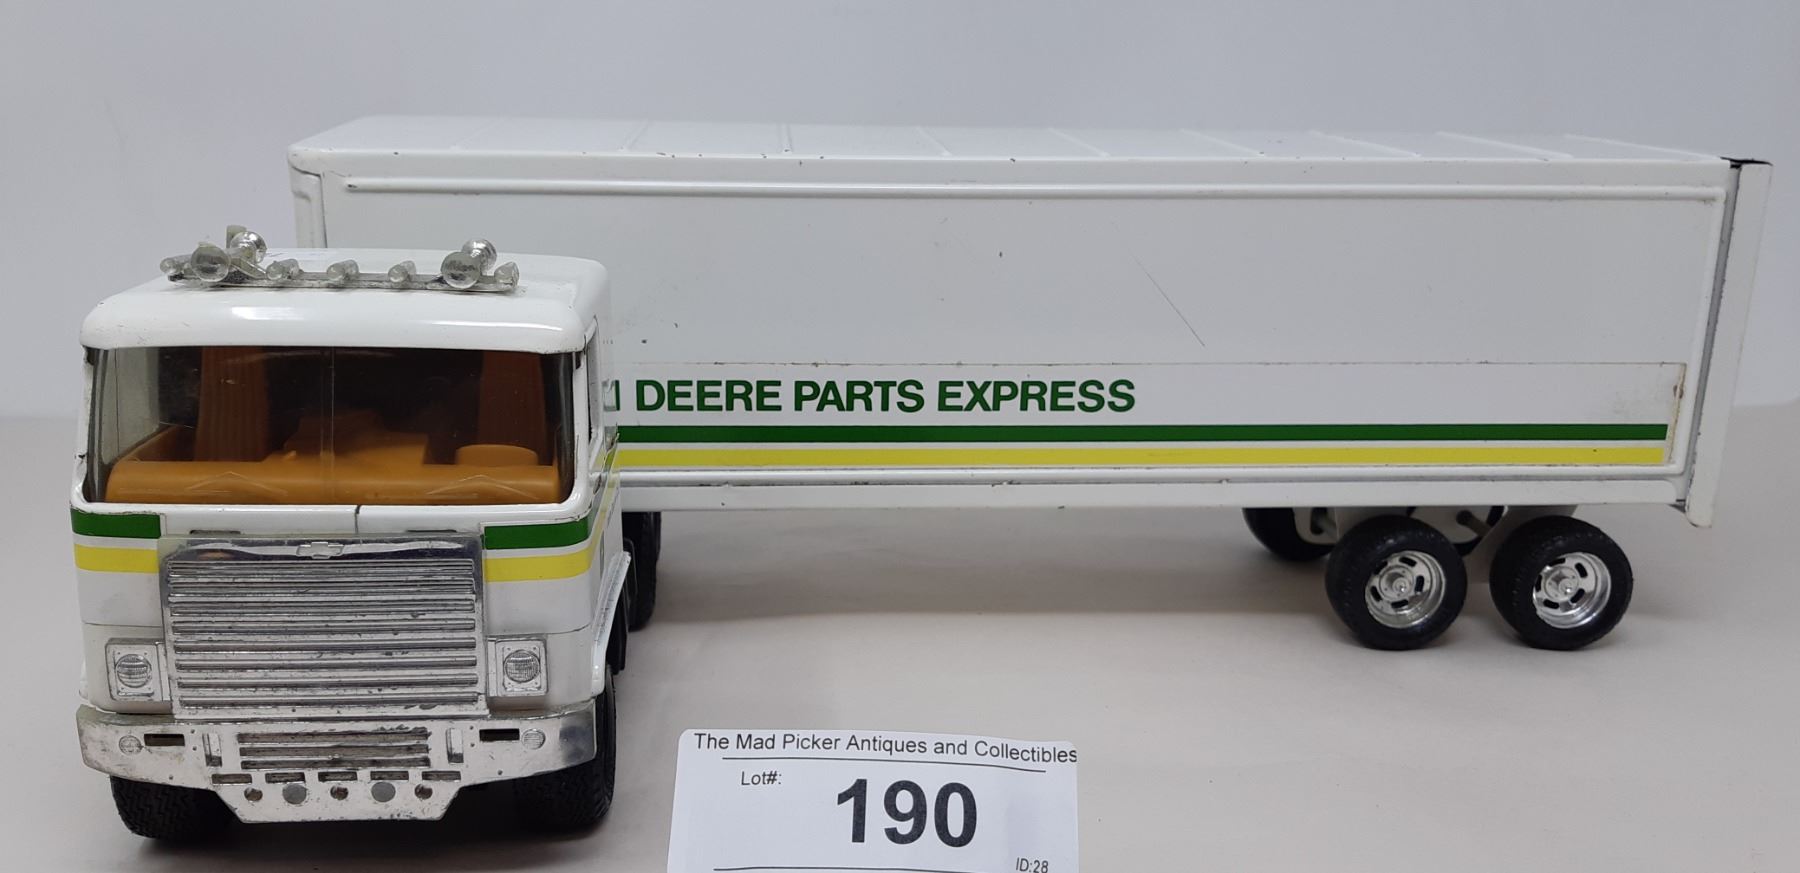 DEERE PARTS EXPRESS
The Mad Picker Antiques and Collectibles
Lot#:
190
ID:28